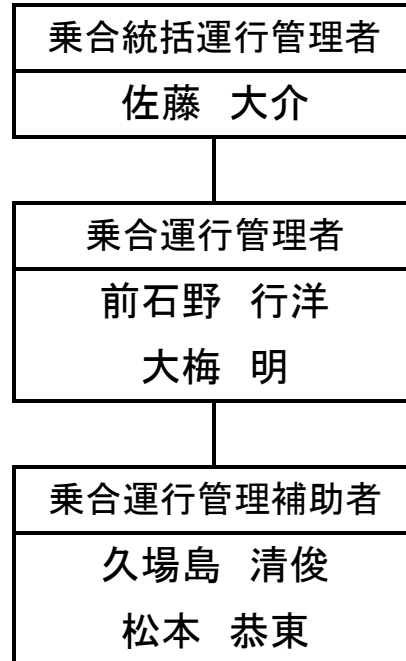 乗合統括運行管理者
佐藤 大介
乗合運行管理者
前石野 行洋
大梅 明
乗合運行管理補助者
久場島 清俊
松本 恭東